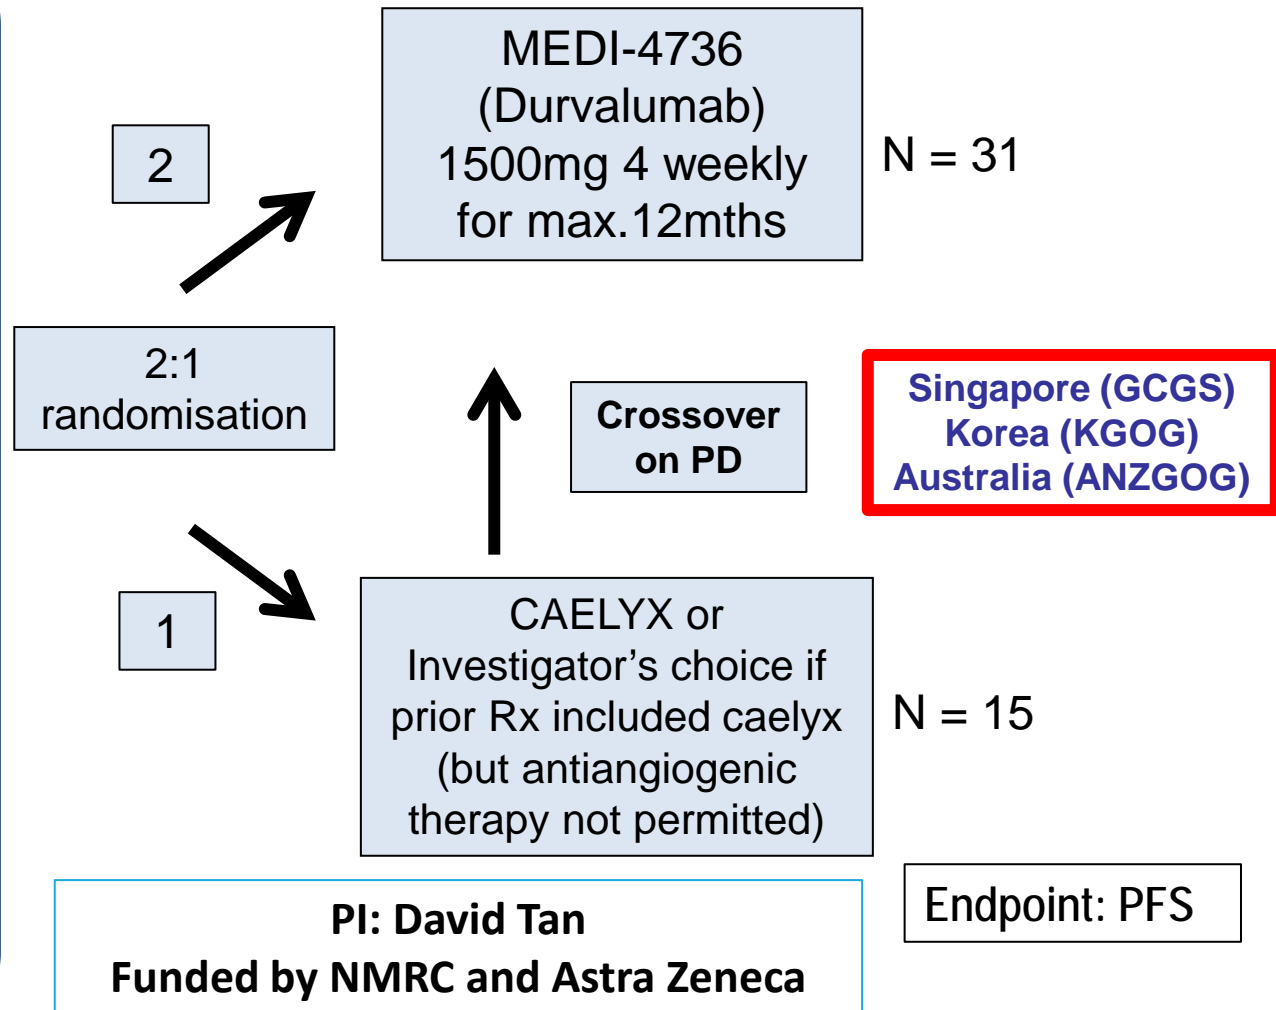 MEDI-4736
(Durvalumab)
1500mg 4 weekly
for max.12mths
N = 31
2
2:1
randomisation
Crossover
on PD
Singapore (GCGS)
Korea (KGOG)
Australia (ANZGOG)
1
CAELYX or
Investigator’s choice if
prior Rx included caelyx
(but antiangiogenic
therapy not permitted)
N = 15
PI: David Tan
Funded by NMRC and Astra Zeneca
Endpoint: PFS